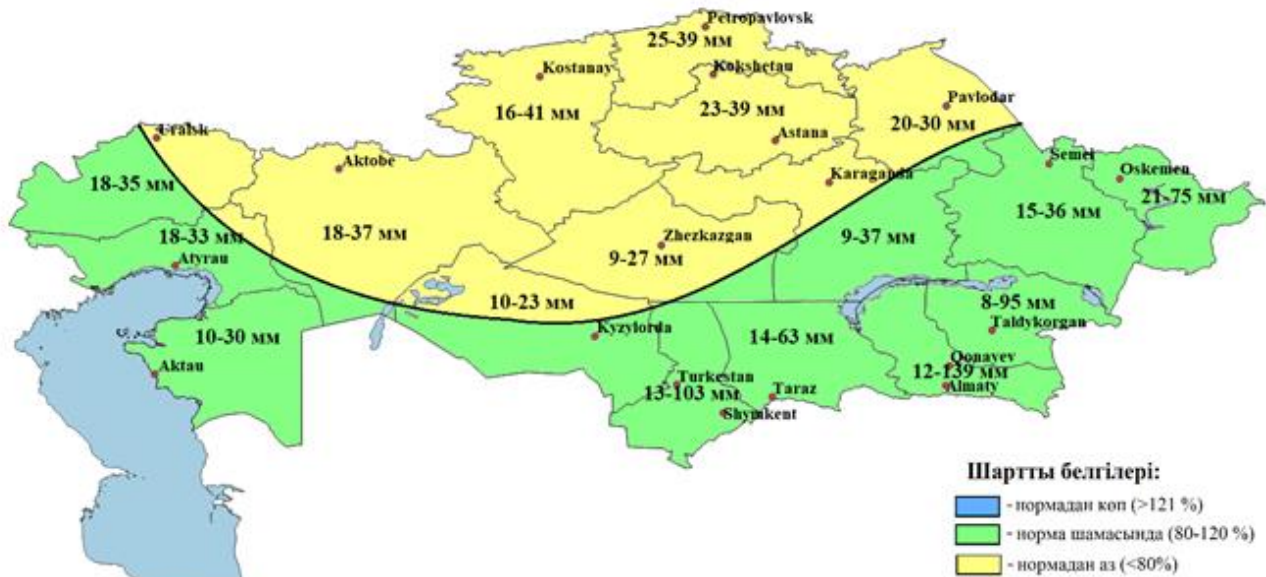 Petropavlovsk
25-39 мм
Kostanay
Kokshetau
16-41 мм
23-39 мм
Pavlodar
20-30 мм
Uralsk
Astana
Aktobe
Semei
Karaganda
Oskemen
18-35 мм
21-75 мм
15-36 мм
18-37 мм
18-33 мм
9-37 мм
Zhezkazgan
9-27 мм
Atyrau
10-23 мм
8-95 мм
Kyzylorda
Taldykorgan
10-30 мм
14-63 мм
Aktau
Qonayev
12-139 мм
Turkestan
Almaty
13-103 мм
Taraz
Shymkent
Шартты белгілері:
- нормадан көп (>121 %)
- норма шамасында (80-120 %)
- нормадан аз (<80%)